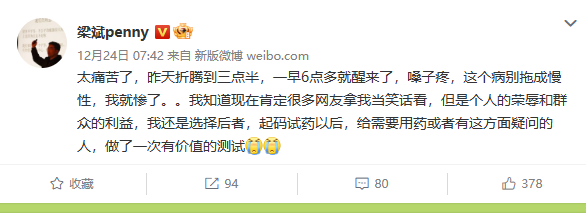 梁斌penny
12月24日 07:42 来自 新版微博 weibo.com
太痛苦了，昨天折腾到三点半，一早6点多就醒来了，嗓子疼，这个病别拖成慢
性，我就惨了。。我知道现在肯定很多网友拿我当笑话看，但是个人的荣辱和群
众的利益，我还是选择后者，起码试药以后，给需要用药或者有这方面疑问的
人，做了一次有价值的测试
收藏 94 80 378